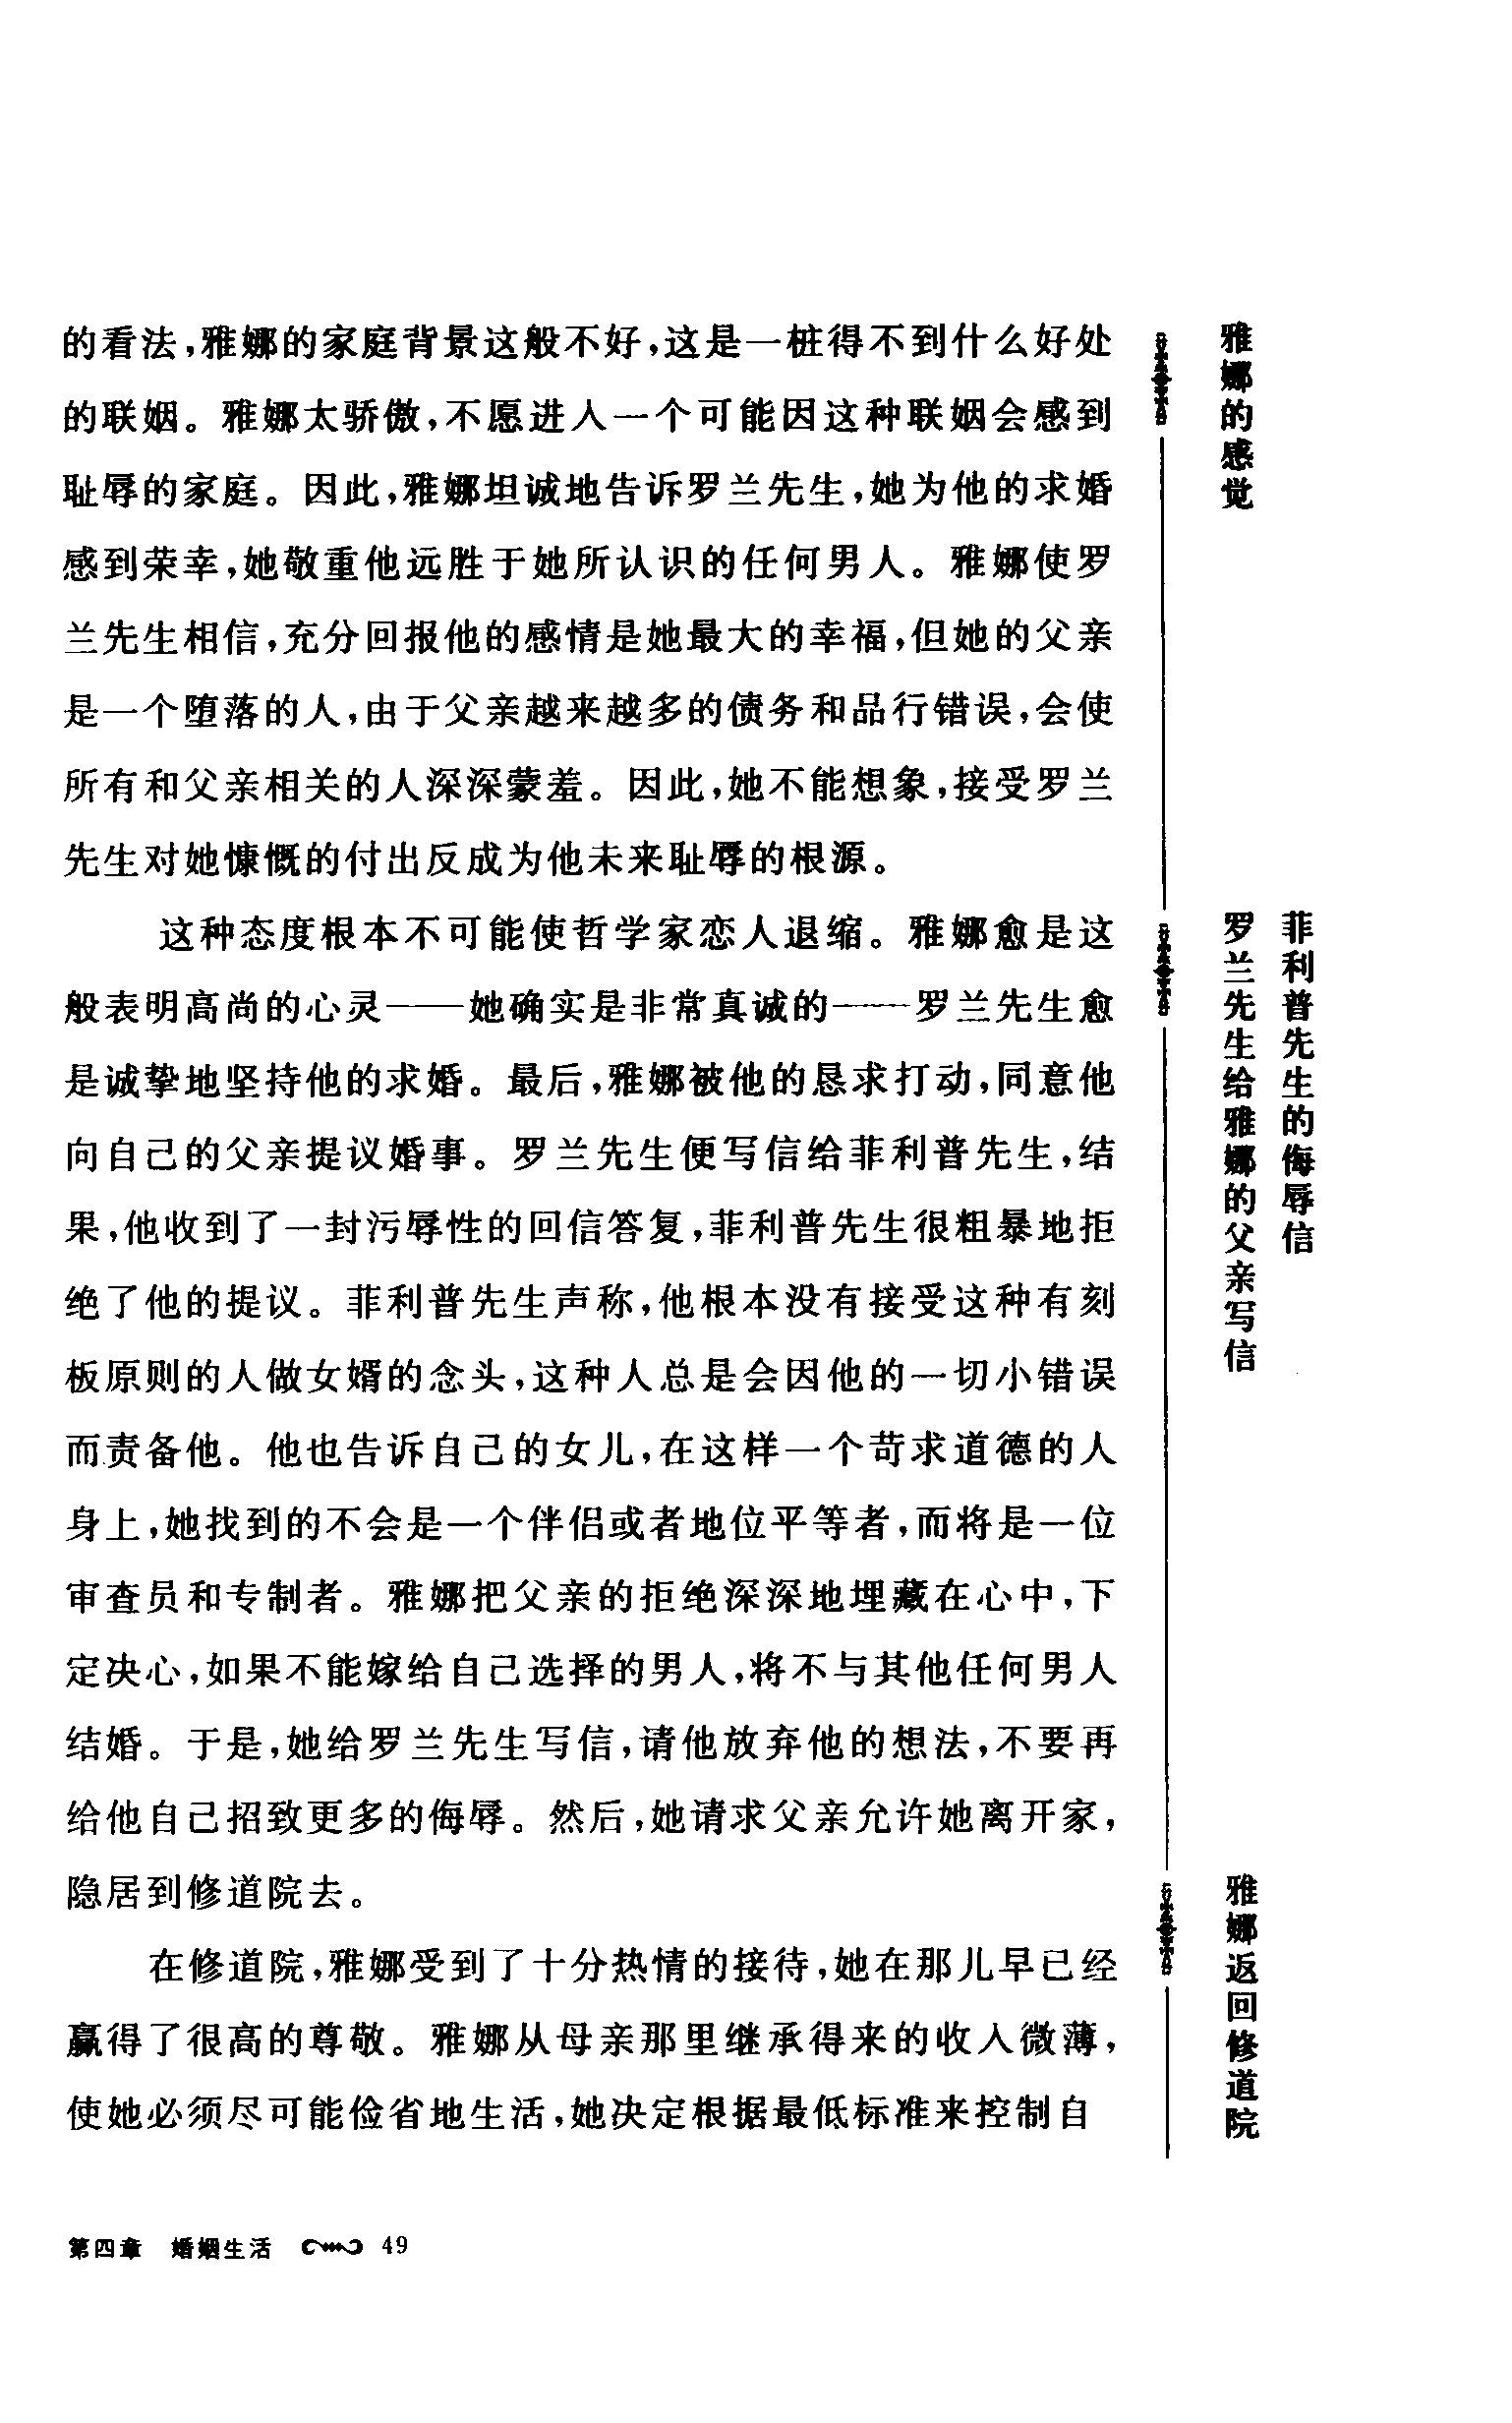 的看法,雅娜的家庭背景这般不好,这是一桩得不到什么好处
的联姻。雅娜太骄傲,不愿进入一个可能因这种联姻会感到
耻辱的家庭。因此,雅娜坦诚地告诉罗兰先生,她为他的求婚
感到荣幸,她敬重他远胜于她所认识的任何男人。雅娜使罗
兰先生相信,充分回报他的感情是她最大的幸福,但她的父亲
是一个堕落的人,由于父亲越来越多的债务和品行错误,会使
所有和父亲相关的人深深蒙羞。因此,她不能想象,接受罗兰
先生对她慷慨的付出反成为他未来耻辱的根源。
这种态度根本不可能使哲学家恋人退缩。雅娜愈是这
般表明高尚的心灵——她确实是非常真诚的——罗兰先生愈
是诚挚地坚持他的求婚。最后,雅娜被他的恳求打动,同意他
向自己的父亲提议婚事。罗兰先生便写信给菲利普先生,结
果,他收到了一封污辱性的回信答复,菲利普先生很粗暴地拒
绝了他的提议。菲利普先生声称,他根本没有接受这种有刻
板原则的人做女婿的念头,这种人总是会因他的一切小错误
而责备他。他也告诉自己的女儿,在这样一个苛求道德的人
身上,她找到的不会是一个伴侣或者地位平等者,而将是一位
审查员和专制者。雅娜把父亲的拒绝深深地埋藏在心中,下
定决心,如果不能嫁给自己选择的男人,将不与其他任何男人
结婚。于是,她给罗兰先生写信,请他放弃他的想法,不要再
给他自己招致更多的侮辱。然后,她请求父亲允许她离开家,
隐居到修道院去。
在修道院,雅娜受到了十分热情的接待,她在那儿早已经
赢得了很高的尊敬。雅娜从母亲那里继承得来的收入微薄,
使她必须尽可能俭省地生活,她决定根据最低标准来控制自
雅娜的感觉
罗兰先生给雅娜的父亲写信
菲利普先生的侮辱信
雅娜返回修道院
第四章 婚姻生活 49